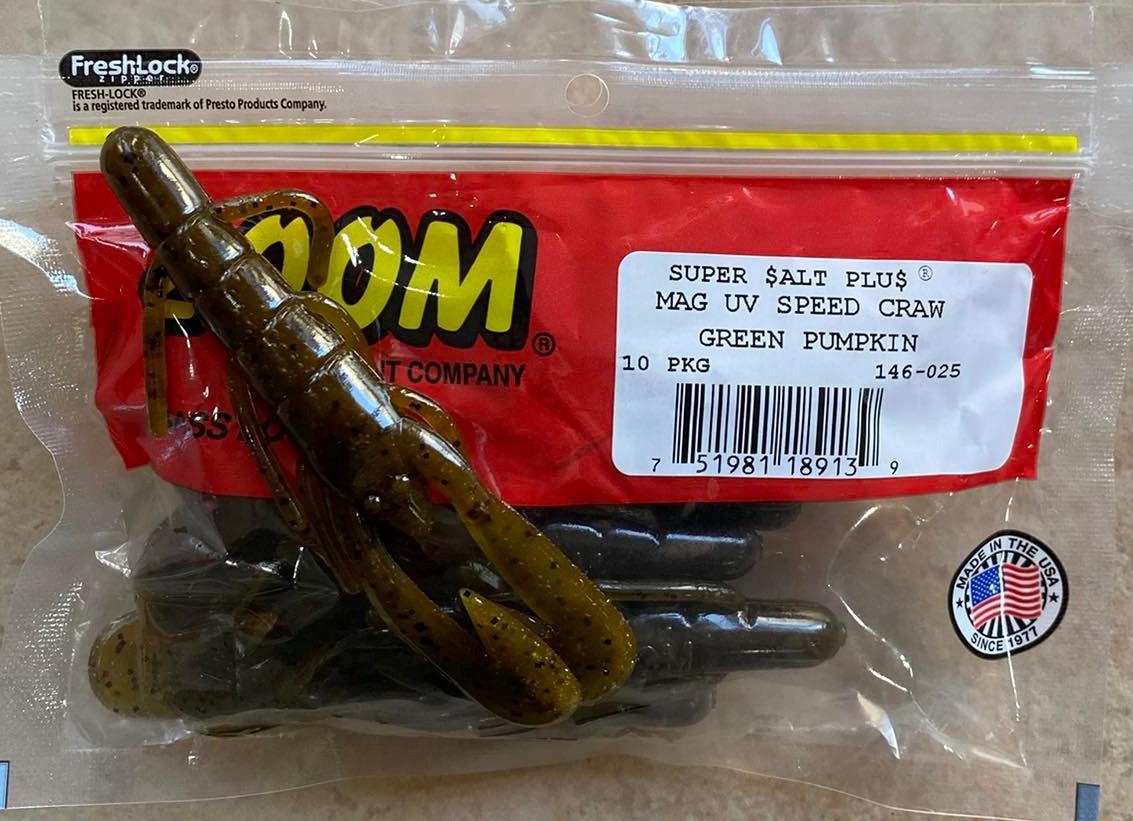 FreshLock®
zipper
FRESH-LOCK®
is a registered trademark of Presto Products Company.
OOM®
IT COMPANY
SUPER $ALT PLU$®
MAG UV SPEED CRAW
GREEN PUMPKIN
10 PKG 146-025
7 51981 18913 9
MADE IN THE USA
SINCE 1977